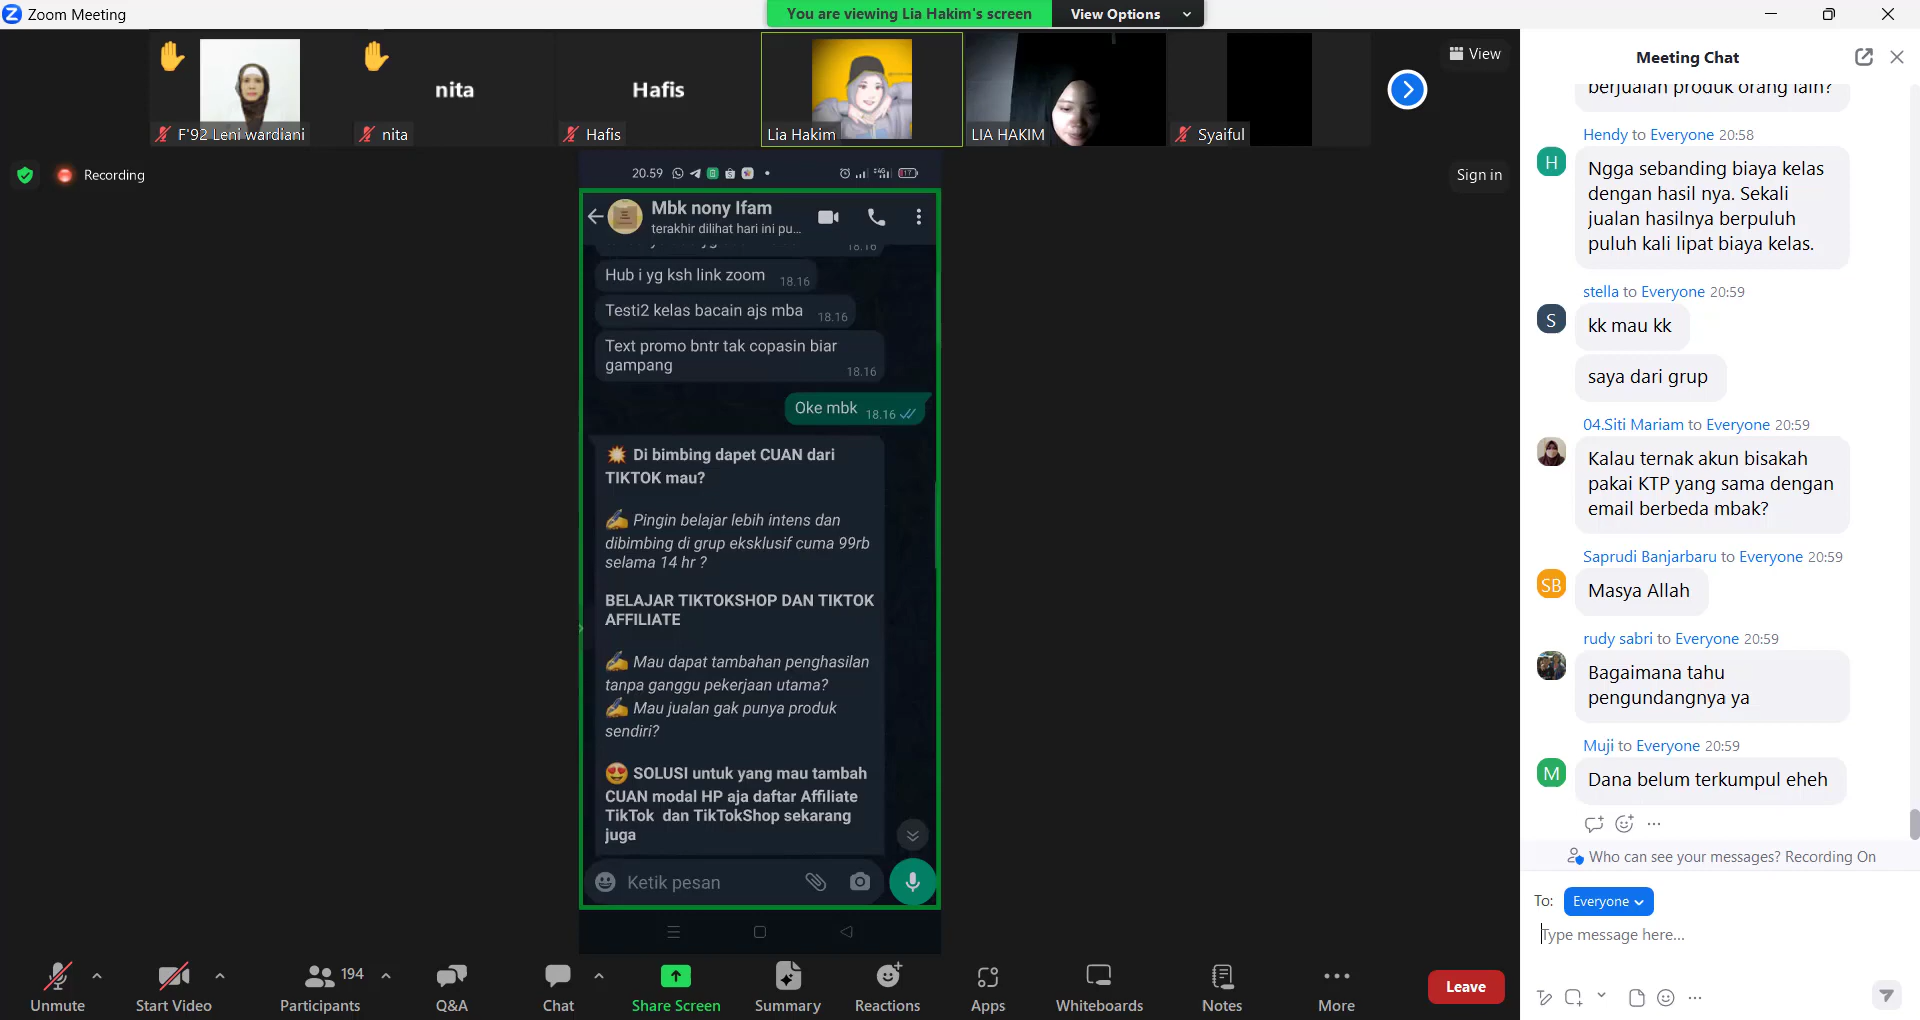 Zoom Meeting
You are viewing Lia Hakim's screen
View Options
F'92 Leni wardiani
nita
nita
Hafis
Hafis
Lia Hakim
LIA HAKIM
Syaiful
View
Recording
Sign in
20.59
Mbk nony Ifam
terakhir dilihat hari ini pu...
18.16
Hub i yg ksh link zoom 18.16
Testi2 kelas bacain ajs mba 18.16
Text promo bntr tak copasin biar
gampang 18.16
Oke mbk 18.16
Di bimbing dapet CUAN dari
TIKTOK mau?
Pingin belajar lebih intens dan
dibimbing di grup eksklusif cuma 99rb
selama 14 hr ?
BELAJAR TIKTOKSHOP DAN TIKTOK
AFFILIATE
Mau dapat tambahan penghasilan
tanpa ganggu pekerjaan utama?
Mau jualan gak punya produk
sendiri?
SOLUSI untuk yang mau tambah
CUAN modal HP aja daftar Affiliate
TikTok dan TikTokShop sekarang
juga
Ketik pesan
Unmute
Start Video
194
Participants
Q&A
Chat
Share Screen
Summary
Reactions
Apps
Whiteboards
Notes
More
Leave
Meeting Chat
berjualan produk orang lain?
Hendy to Everyone 20:58
H
Ngga sebanding biaya kelas
dengan hasil nya. Sekali
jualan hasilnya berpuluh
puluh kali lipat biaya kelas.
stella to Everyone 20:59
S
kk mau kk
saya dari grup
04.Siti Mariam to Everyone 20:59
Kalau ternak akun bisakah
pakai KTP yang sama dengan
email berbeda mbak?
Saprudi Banjarbaru to Everyone 20:59
SB
Masya Allah
rudy sabri to Everyone 20:59
Bagaimana tahu
pengundangnya ya
Muji to Everyone 20:59
M
Dana belum terkumpul eheh
Who can see your messages? Recording On
To: Everyone
Type message here...